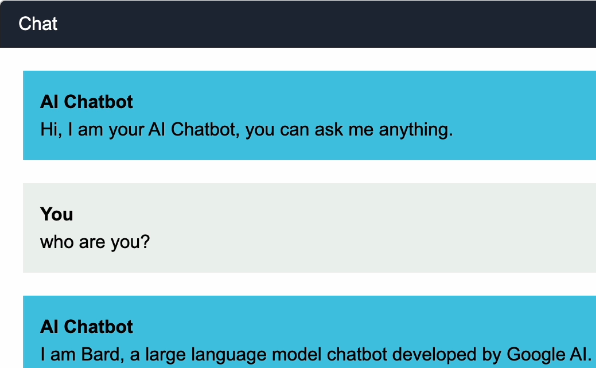 Chat
AI Chatbot
Hi, I am your AI Chatbot, you can ask me anything.
You
who are you?
AI Chatbot
I am Bard, a large language model chatbot developed by Google AI.